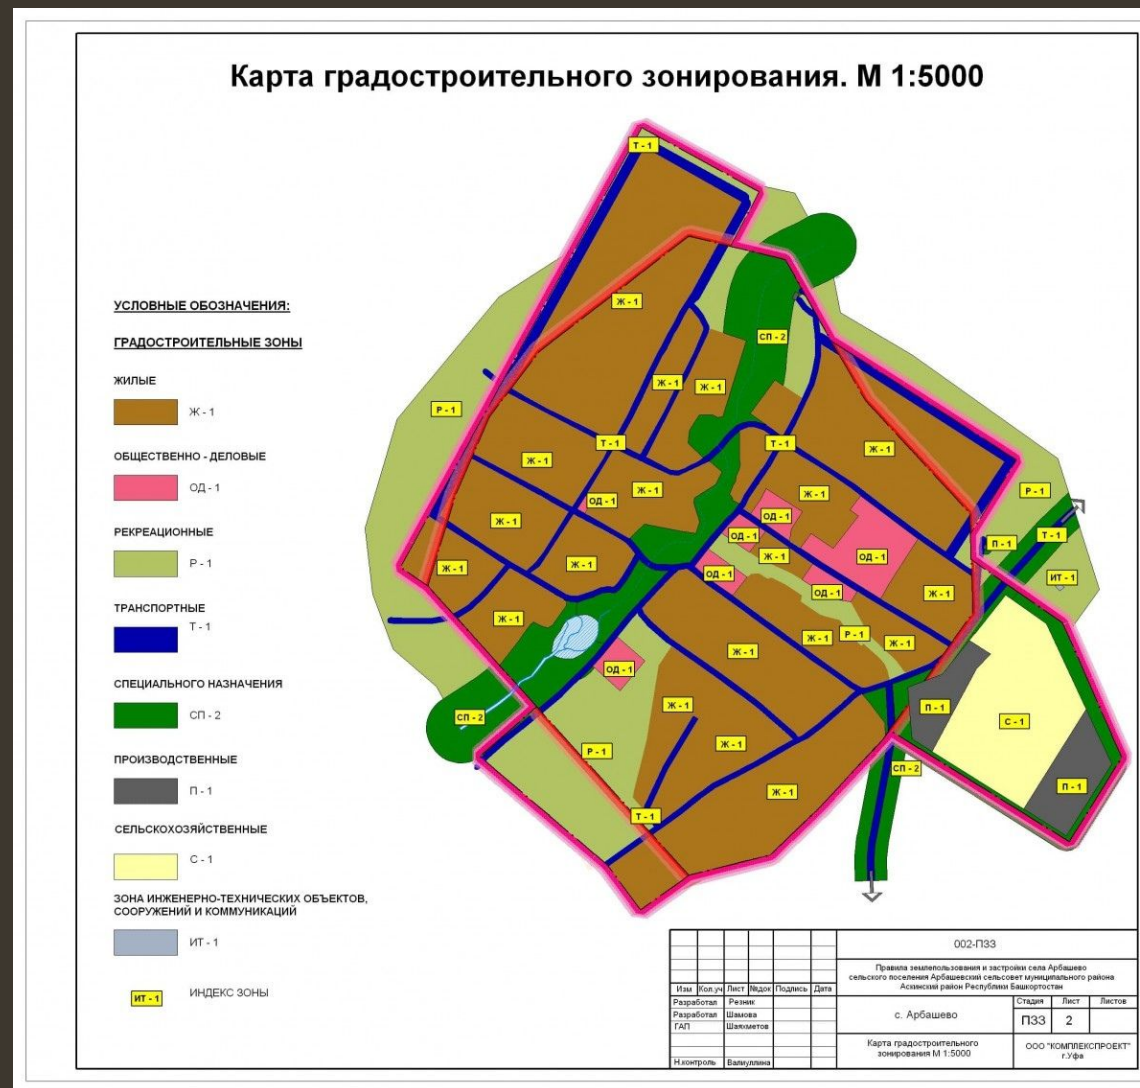 Карта градостроительного зонирования. М 1:5000
УСЛОВНЫЕ ОБОЗНАЧЕНИЯ:
ГРАДОСТРОИТЕЛЬНЫЕ ЗОНЫ
ЖИЛЫЕ
Ж - 1
ОБЩЕСТВЕННО - ДЕЛОВЫЕ
ОД - 1
РЕКРЕАЦИОННЫЕ
Р - 1
ТРАНСПОРТНЫЕ
Т - 1
СПЕЦИАЛЬНОГО НАЗНАЧЕНИЯ
СП - 2
ПРОИЗВОДСТВЕННЫЕ
П - 1
СЕЛЬСКОХОЗЯЙСТВЕННЫЕ
С - 1
ЗОНА ИНЖЕНЕРНО-ТЕХНИЧЕСКИХ ОБЪЕКТОВ,
СООРУЖЕНИЙ И КОММУНИКАЦИЙ
ИТ - 1
ИТ - 1 ИНДЕКС ЗОНЫ
Т - 1
Ж - 1
СП - 2
Ж - 1
Ж - 1
Р - 1
Т - 1
Т - 1
Ж - 1
Ж - 1
Ж - 1
Ж - 1
Р - 1
ОД - 1
ОД - 1
Ж - 1
ОД - 1
Т - 1
П - 1
Ж - 1
ОД - 1
Ж - 1
Ж - 1
ОД - 1
ИТ - 1
ОД - 1
Ж - 1
Ж - 1
Ж - 1
Р - 1
Ж - 1
Ж - 1
ОД - 1
Ж - 1
П - 1
СП - 2
С - 1
Ж - 1
Р - 1
СП - 2
П - 1
Ж - 1
Т - 1
002-ПЗЗ
Правила землепользования и застройки села Арбашево
сельского поселения Арбашевский сельсовет муниципального района
Аскинский район Республики Башкортостан
Изм Кол.уч Лист №док Подпись Дата
Разработал Резник
Разработал Шамова
ГАП Шаяхметов
Н.контроль Валиуллина
с. Арбашево
Стадия Лист Листов
ПЗЗ 2
Карта градостроительного
зонирования М 1:5000
ООО "КОМПЛЕКСПРОЕКТ"
г.Уфа